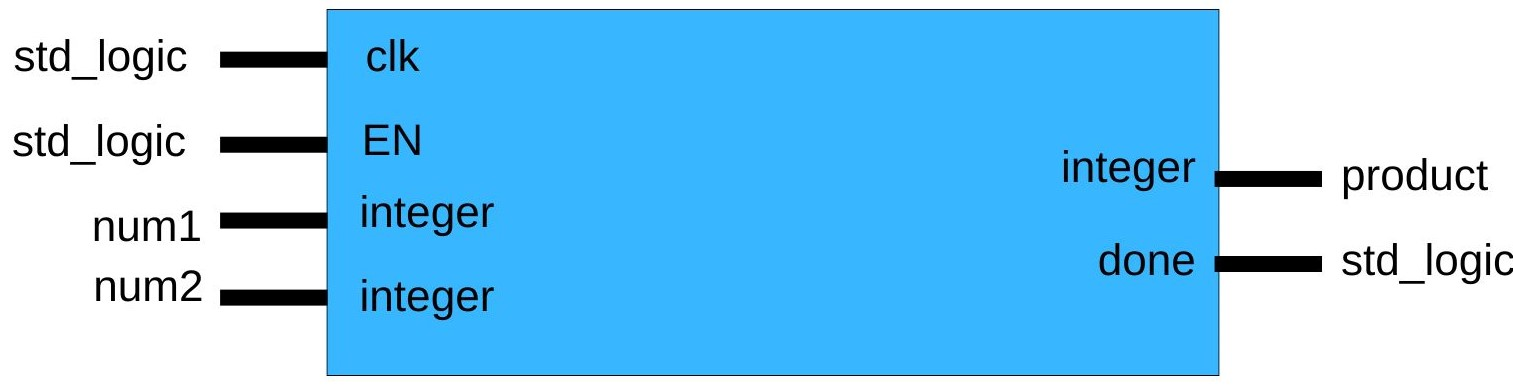 std_logic clk
std_logic EN
num1 integer
num2 integer
integer product
done std_logic